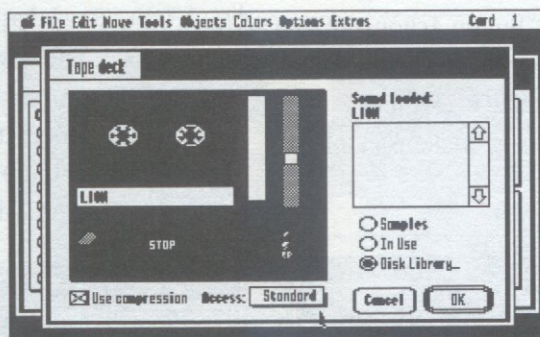 File Edit Move Tools Objects Colors Options Extras Card 1
Tape deck
Sound loaded:
LION
LION
STOP
Samples
In Use
Disk Library...
Use compression Access: Standard
Cancel OK